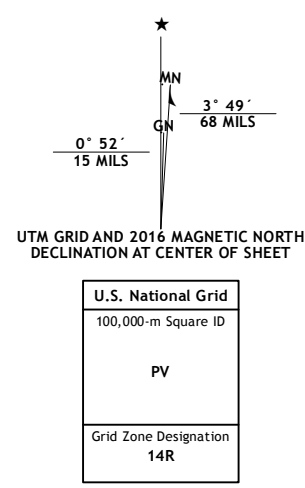 ★
MN
3° 49´
68 MILS
GN
0° 52´
15 MILS
UTM GRID AND 2016 MAGNETIC NORTH
DECLINATION AT CENTER OF SHEET
U.S. National Grid
100,000-m Square ID
PV
Grid Zone Designation
14R